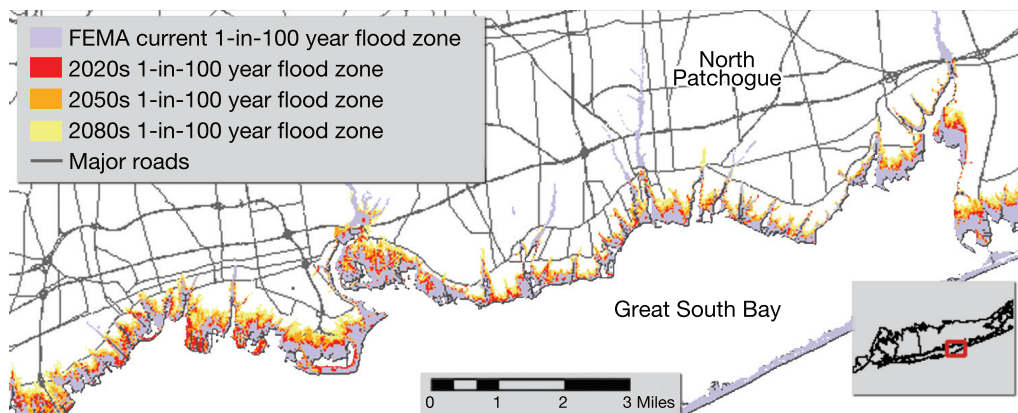 FEMA current 1-in-100 year flood zone
2020s 1-in-100 year flood zone
2050s 1-in-100 year flood zone
2080s 1-in-100 year flood zone
Major roads
North
Patchogue
Great South Bay
0 1 2 3 Miles